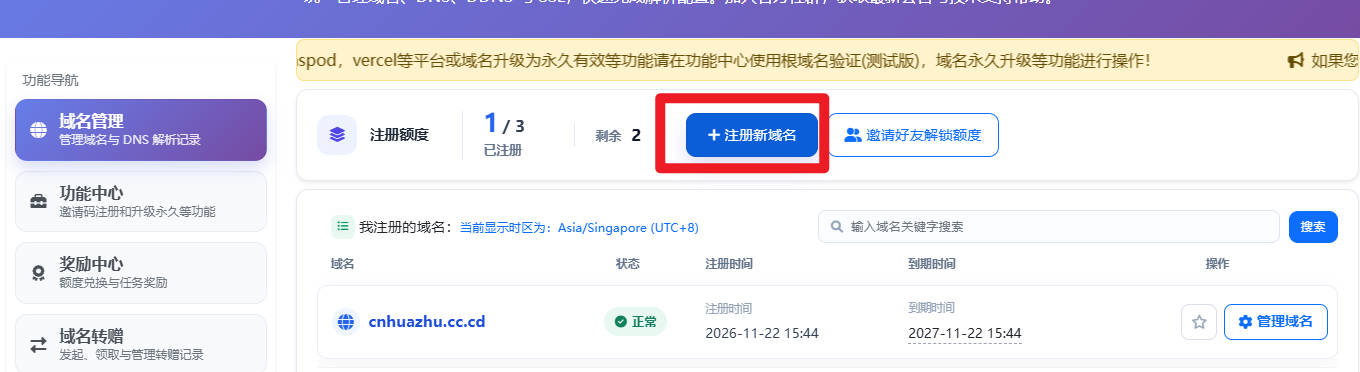 spod，vercel等平台或域名升级为永久有效等功能请在功能中心使用根域名验证(测试版)，域名永久升级等功能进行操作！
如果您
功能导航
域名管理
管理域名与 DNS 解析记录
功能中心
邀请码注册和升级永久等功能
奖励中心
额度兑换与任务奖励
域名转赠
发起、领取与管理转赠记录
注册额度
1 / 3
已注册
剩余 2
注册新域名
邀请好友解锁额度
我注册的域名：当前显示时区为：Asia/Singapore (UTC+8)
输入域名关键字搜索
搜索
域名 状态 注册时间 到期时间 操作
cnhuazhu.cc.cd
正常
注册时间
2026-11-22 15:44
到期时间
2027-11-22 15:44
管理域名